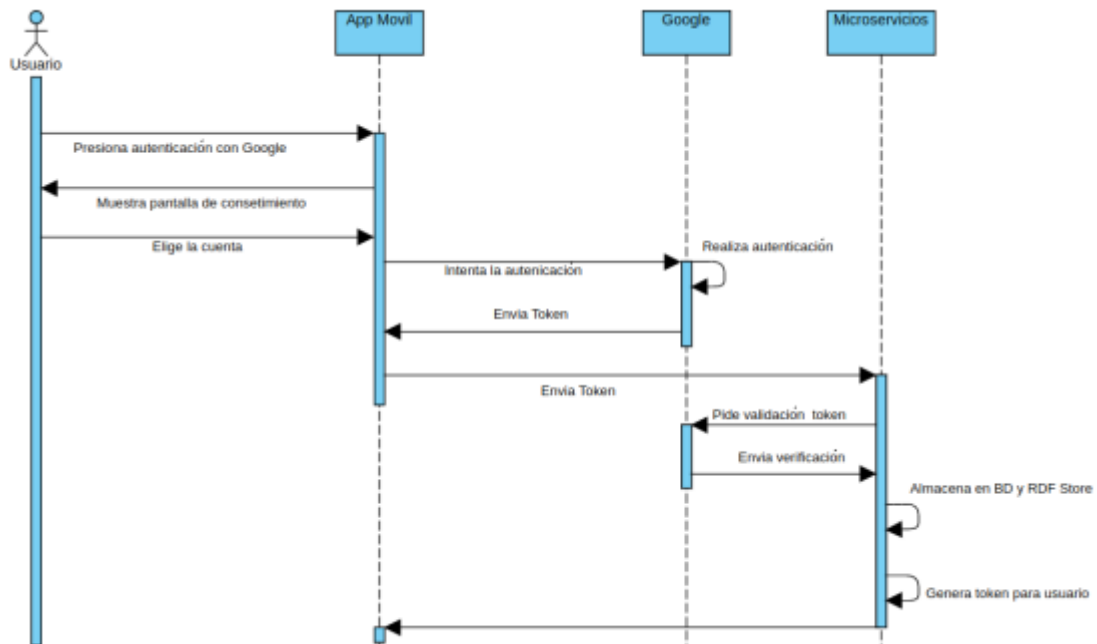 App Movil
Google
Microservicios
Usuario
Presiona autenticación con Google
Muestra pantalla de consetimiento
Elige la cuenta
Realiza autenticación
Intenta la autenicación
Envia Token
Envia Token
Pide validación token
Envia verificación
Almacena en BD y RDF Store
Genera token para usuario